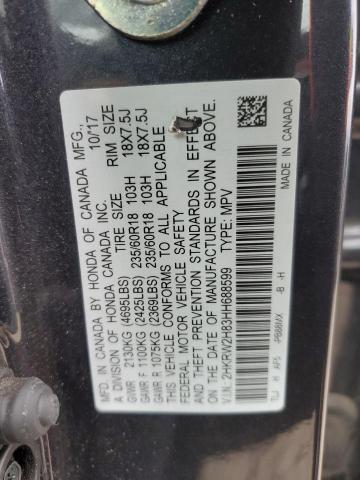 MFD. IN CANADA BY HONDA OF CANADA MFG., 10/17
A DIVISION OF HONDA CANADA INC.
TIRE SIZE RIM SIZE
GVWR 2130KG (4695LBS)
GAWR F 1100KG (2425LBS) 235/60R18 103H 18X7.5J
GAWR R 1075KG (2369LBS) 235/60R18 103H 18X7.5J
THIS VEHICLE CONFORMS TO ALL APPLICABLE
FEDERAL MOTOR VEHICLE SAFETY
AND THEFT PREVENTION STANDARDS IN EFFECT
ON THE DATE OF MANUFACTURE SHOWN ABOVE.
V.I.N.: 2HKRW2H83HH688599 TYPE: MPV
-B -H
MADE IN CANADA